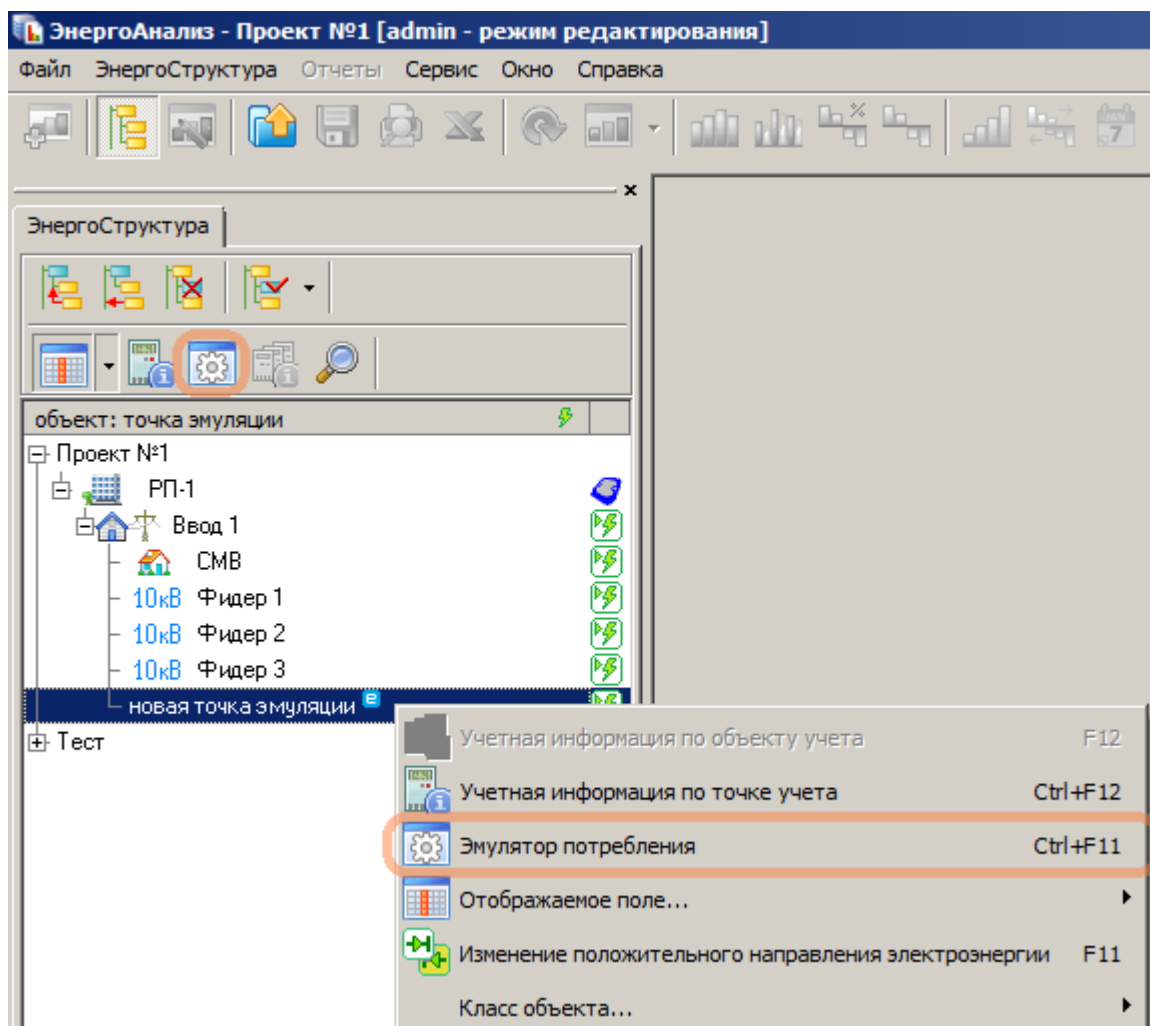 ЭнергоАнализ - Проект №1 [admin - режим редактирования]
Файл ЭнергоСтруктура Отчеты Сервис Окно Справка
ЭнергоСтруктура
объект: точка эмуляции
Проект №1
РП-1
Ввод 1
СМВ
10кВ Фидер 1
10кВ Фидер 2
10кВ Фидер 3
новая точка эмуляции
Тест
Учетная информация по объекту учета F12
Учетная информация по точке учета Ctrl+F12
Эмулятор потребления Ctrl+F11
Отображаемое поле...
Изменение положительного направления электроэнергии F11
Класс объекта...